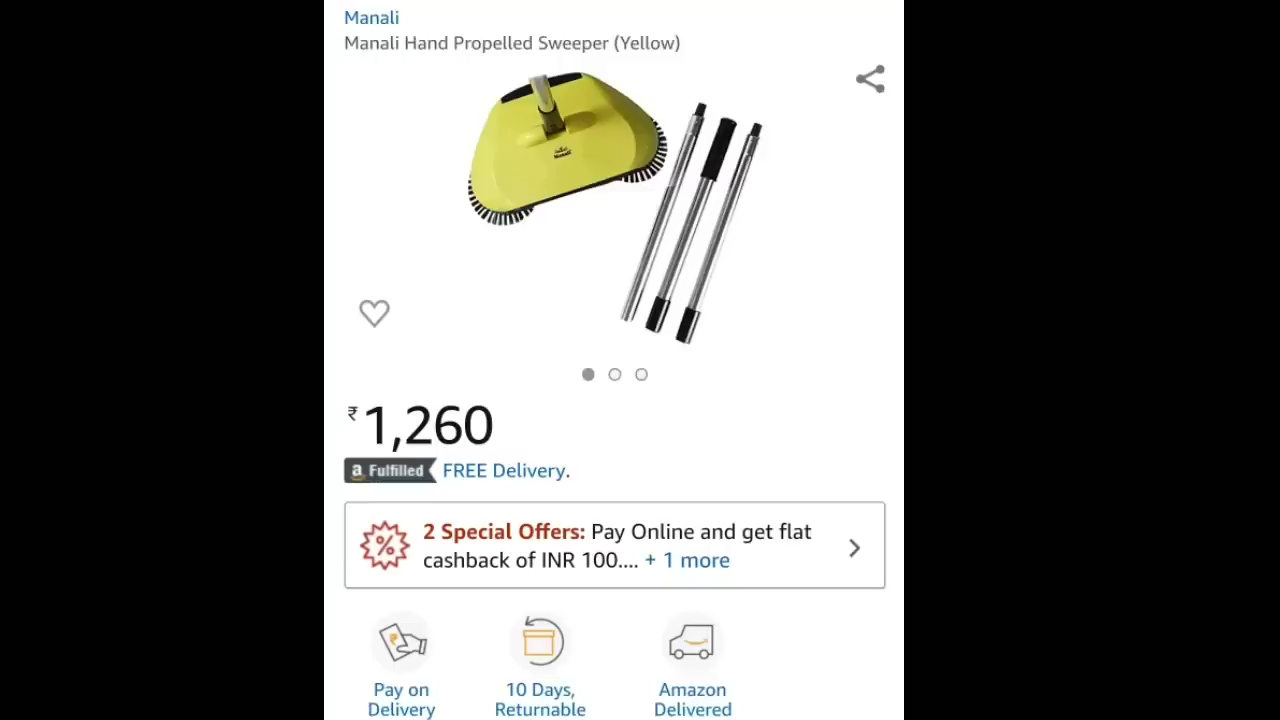 Manali
Manali Hand Propelled Sweeper (Yellow)
Manali
₹1,260
a Fulfilled FREE Delivery.
2 Special Offers: Pay Online and get flat
cashback of INR 100.... + 1 more
Pay on
Delivery
10 Days,
Returnable
Amazon
Delivered